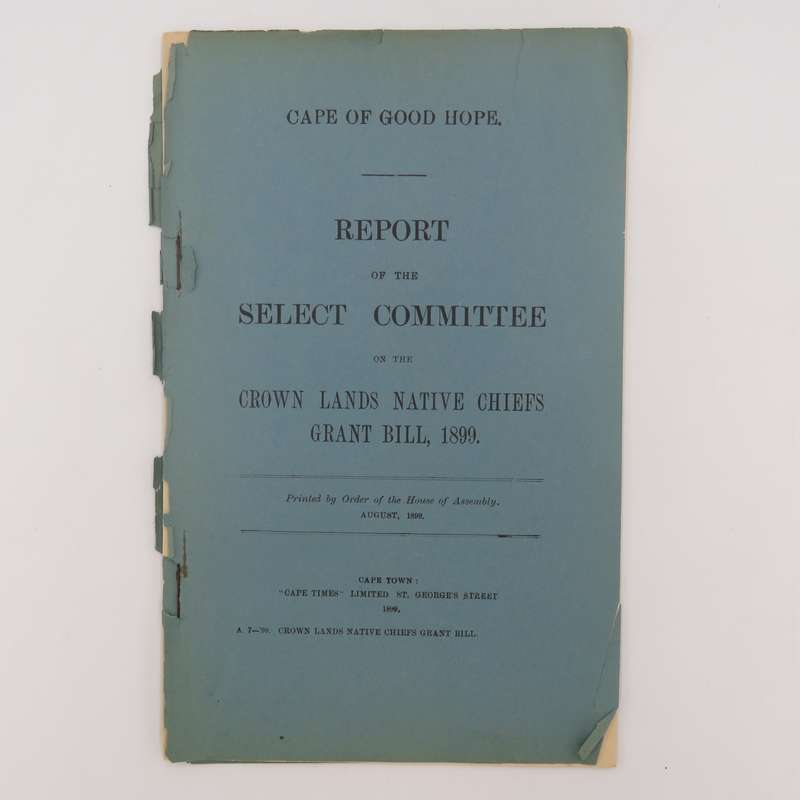 CAPE OF GOOD HOPE.
REPORT
OF THE
SELECT COMMITTEE
ON THE
CROWN LANDS NATIVE CHIEFS
GRANT BILL, 1899.
Printed by Order of the House of Assembly.
AUGUST, 1899.
CAPE TOWN:
"CAPE TIMES" LIMITED ST. GEORGE'S STREET
1899.
A. 7—'99. CROWN LANDS NATIVE CHIEFS GRANT BILL